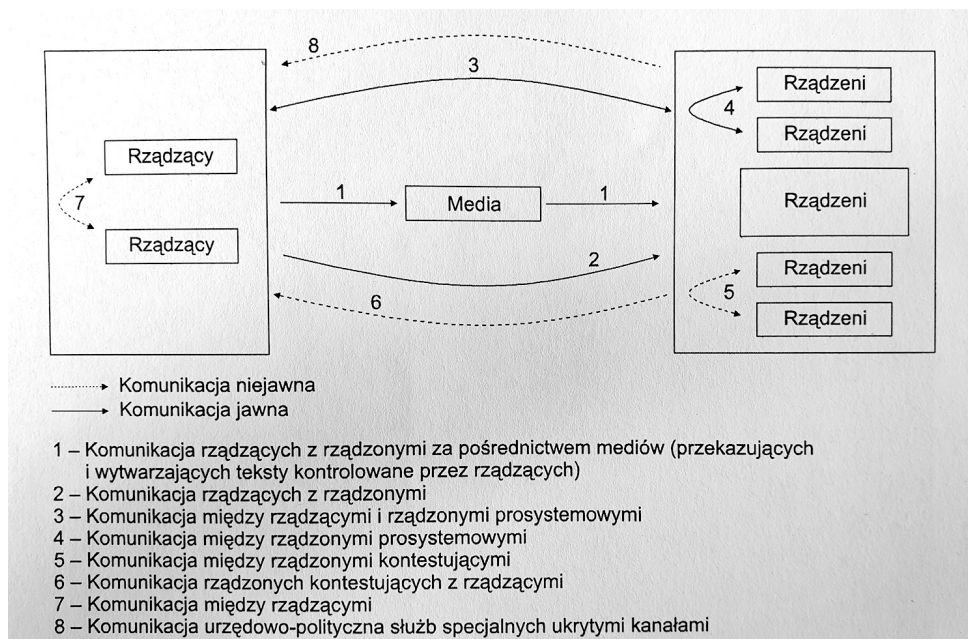 8
3
Rządzeni
4
Rządzeni
Rządzący
7
1
Media
1
Rządzeni
Rządzący
2
Rządzeni
6
5
Rządzeni
Komunikacja niejawna
Komunikacja jawna
1 – Komunikacja rządzących z rządzonymi za pośrednictwem mediów (przekazujących
i wytwarzających teksty kontrolowane przez rządzących)
2 – Komunikacja rządzących z rządzonymi
3 – Komunikacja między rządzącymi i rządzonymi prosystemowymi
4 – Komunikacja między rządzonymi prosystemowymi
5 – Komunikacja między rządzonymi kontestującymi
6 – Komunikacja rządzonych kontestujących z rządzącymi
7 – Komunikacja między rządzącymi
8 – Komunikacja urzędowo-polityczna służb specjalnych ukrytymi kanałami